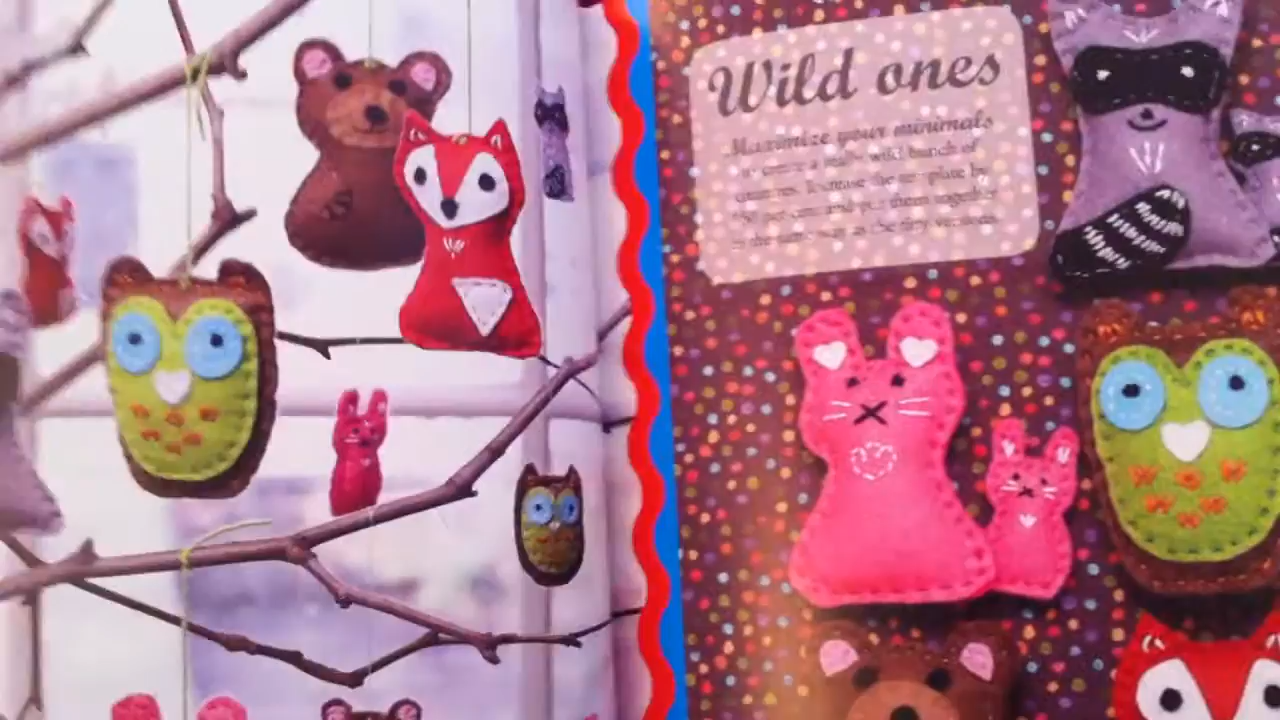 Wild ones
Maximize your minimals
to create a really wild bunch of
creatures. Increase the template by
150 per cent and put them together
in the same way as the tiny versions.